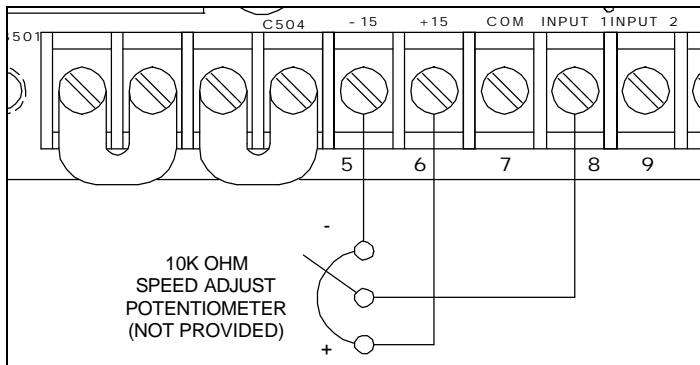 C504 - 15 +15 COM INPUT 1 INPUT 2
501
5 6 7 8 9
-
10K OHM
SPEED ADJUST
POTENTIOMETER
(NOT PROVIDED)
+